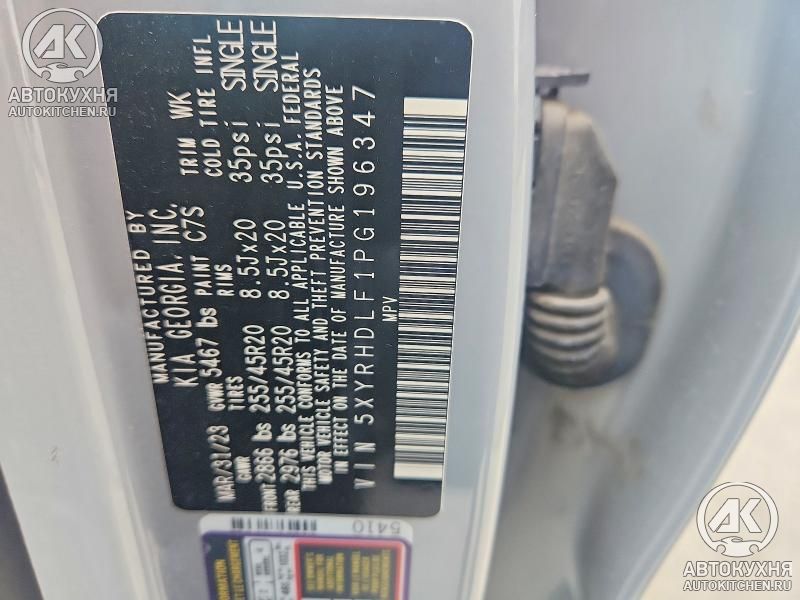 АВТОКУХНЯ
AUTOKITCHEN.RU
MANUFACTURED BY
KIA GEORGIA, INC.
MAR/31/23 GVWR 5467 lbs PAINT C7S TRIM WK
GAWR TIRES RIMS COLD TIRE INFL
FRONT 2866 lbs 255/45R20 8.5Jx20 35psi SINGLE
REAR 2976 lbs 255/45R20 8.5Jx20 35psi SINGLE
THIS VEHICLE CONFORMS TO ALL APPLICABLE U.S.A. FEDERAL
MOTOR VEHICLE SAFETY AND THEFT PREVENTION STANDARDS
IN EFFECT ON THE DATE OF MANUFACTURE SHOWN ABOVE
VIN 5XYRHDLF1PG196347
MPV
5410
INFORMATION
АВТОКУХНЯ
AUTOKITCHEN.RU